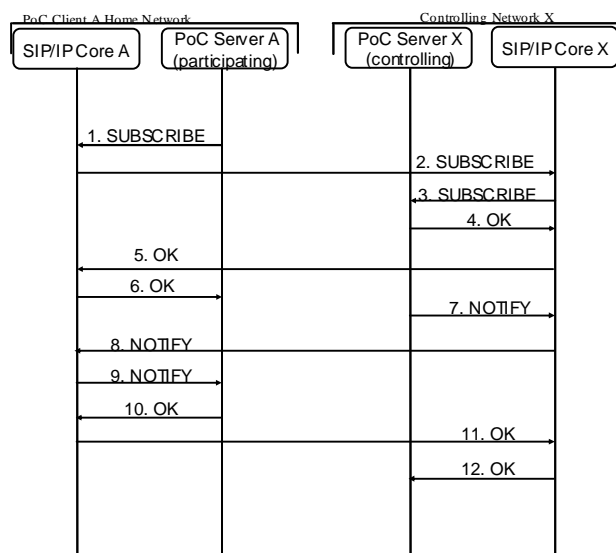 PoC Client A Home Network
Controlling Network X
SIP/IP Core A
PoC Server A
(participating)
PoC Server X
(controlling)
SIP/IP Core X
1. SUBSCRIBE
2. SUBSCRIBE
3. SUBSCRIBE
4. OK
5. OK
6. OK
7. NOTIFY
8. NOTIFY
9. NOTIFY
10. OK
11. OK
12. OK